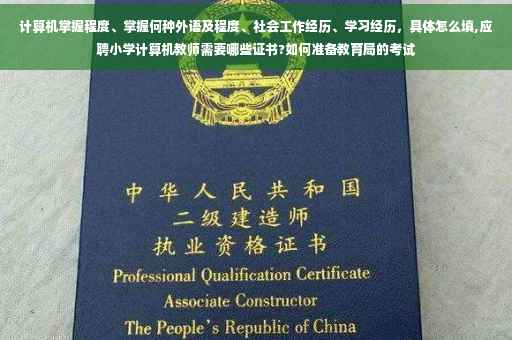 计算机掌握程度、掌握何种外语及程度、社会工作经历、学习经历，具体怎么填,应
聘小学计算机教师需要哪些证书?如何准备教育局的考试
中华人民共和国
二级建造师
执业资格证书
Professional Qualification Certificate
Associate Constructor
The People's Republic of China